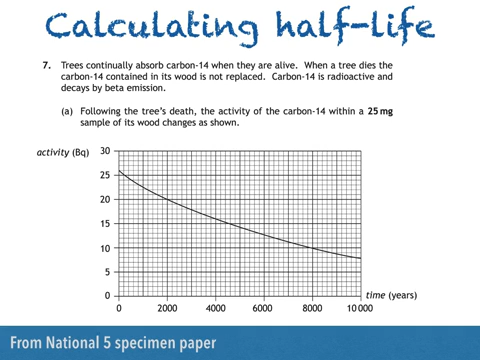 Calculating half-life
7. Trees continually absorb carbon-14 when they are alive. When a tree dies the
carbon-14 contained in its wood is not replaced. Carbon-14 is radioactive and
decays by beta emission.
(a) Following the tree's death, the activity of the carbon-14 within a 25 mg
sample of its wood changes as shown.
activity (Bq)
30
25
20
15
10
5
0
0 2000 4000 6000 8000 10 000
time (years)
From National 5 specimen paper